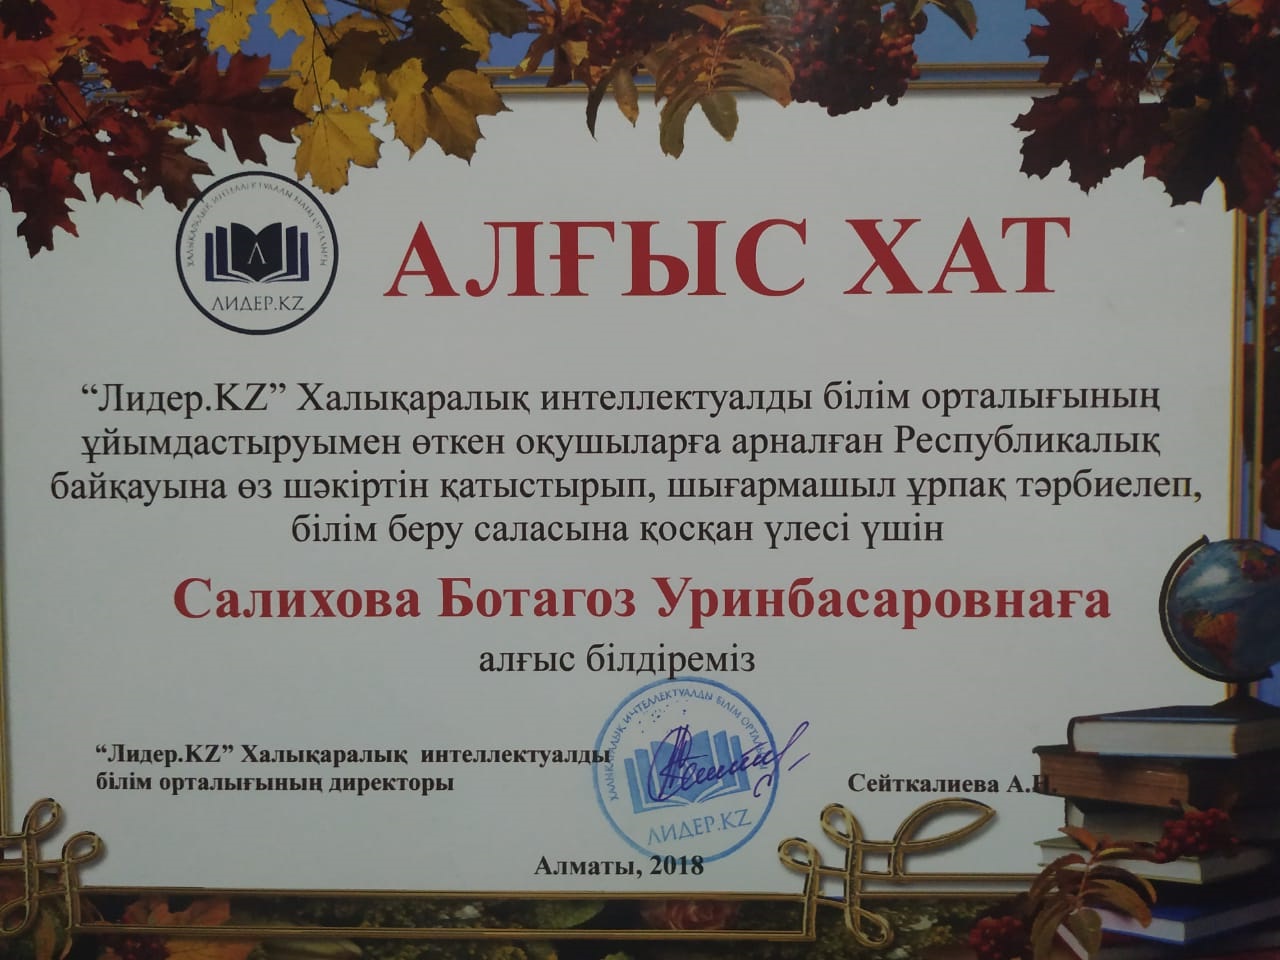 ХАЛЫҚАРАЛЫҚ ИНТЕЛЛЕКТУАЛДЫ БІЛІМ ОРТАЛЫҒЫ
Л
ЛИДЕР.KZ
АЛҒЫС ХАТ
“Лидер.KZ” Халықаралық интеллектуалды білім орталығының
ұйымдастыруымен өткен оқушыларға арналған Республикалық
байқауына өз шәкіртін қатыстырып, шығармашыл ұрпақ тәрбиелеп,
білім беру саласына қосқан үлесі үшін
Салихова Ботагоз Уринбасаровнаға
алғыс білдіреміз
“Лидер.KZ” Халықаралық интеллектуалды
білім орталығының директоры
ХАЛЫҚАРАЛЫҚ ИНТЕЛЛЕКТУАЛДЫ БІЛІМ ОРТАЛЫҒЫ
ЛИДЕР.KZ
Сейткалиева А.Н.
Алматы, 2018